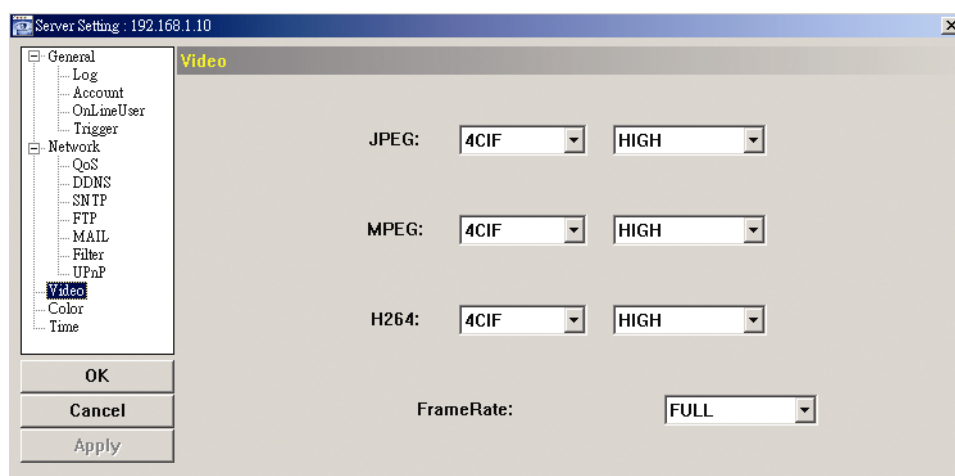 Server Setting : 192.168.1.10
General
Log
Account
OnLineUser
Trigger
Network
QoS
DDNS
SNTP
FTP
MAIL
Filter
UPnP
Video
Color
Time
OK
Cancel
Apply
Video
JPEG: 4CIF HIGH
MPEG: 4CIF HIGH
H264: 4CIF HIGH
FrameRate: FULL